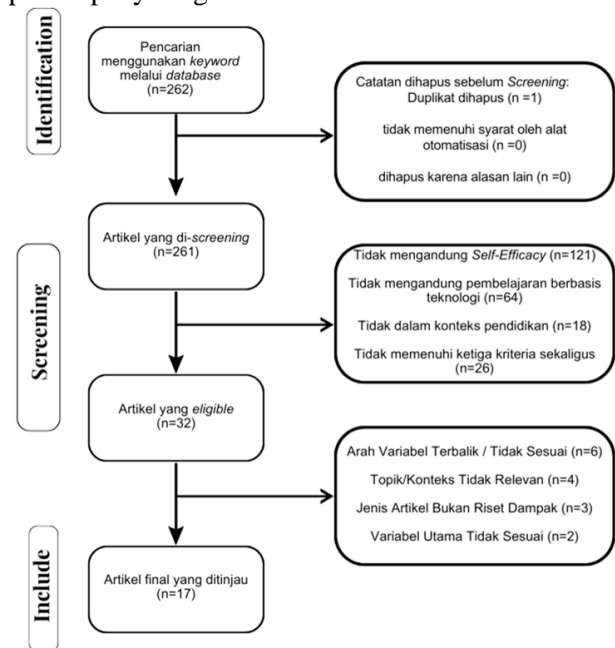 Identification
Pencarian
menggunakan keyword
melalui database
(n=262)
Catatan dihapus sebelum Screening:
Duplikat dihapus (n =1)
tidak memenuhi syarat oleh alat
otomatisasi (n =0)
dihapus karena alasan lain (n =0)
Screening
Artikel yang di-screening
(n=261)
Tidak mengandung Self-Efficacy (n=121)
Tidak mengandung pembelajaran berbasis
teknologi (n=64)
Tidak dalam konteks pendidikan (n=18)
Tidak memenuhi ketiga kriteria sekaligus
(n=26)
Artikel yang eligible
(n=32)
Arah Variabel Terbalik / Tidak Sesuai (n=6)
Topik/Konteks Tidak Relevan (n=4)
Jenis Artikel Bukan Riset Dampak (n=3)
Variabel Utama Tidak Sesuai (n=2)
Include
Artikel final yang ditinjau
(n=17)